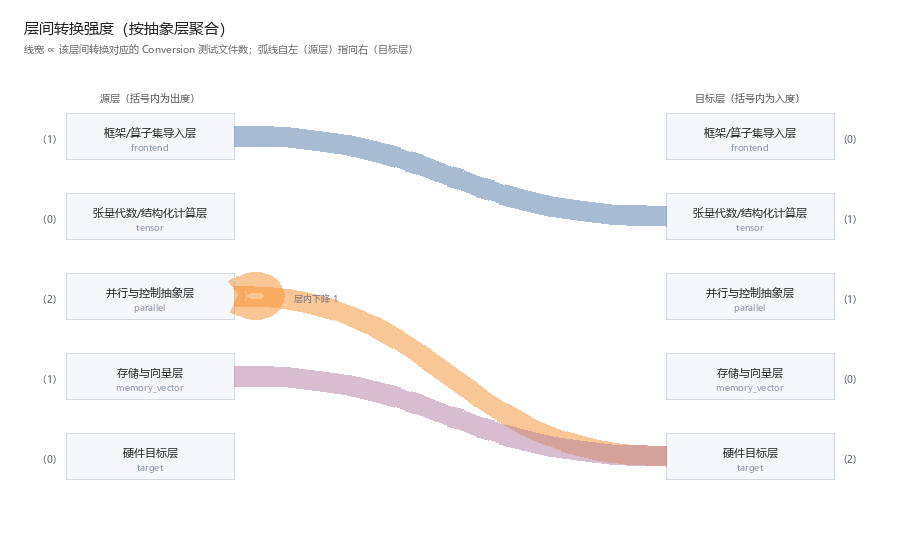 层间转换强度（按抽象层聚合）
线宽 ∝ 该层间转换对应的 Conversion 测试文件数；弧线自左（源层）指向右（目标层）
源层（括号内为出度）
目标层（括号内为入度）
(1)
框架/算子集导入层
frontend
框架/算子集导入层
frontend
(0)
(0)
张量代数/结构化计算层
tensor
张量代数/结构化计算层
tensor
(1)
(2)
并行与控制抽象层
parallel
层内下降 1
并行与控制抽象层
parallel
(1)
(1)
存储与向量层
memory_vector
存储与向量层
memory_vector
(0)
(0)
硬件目标层
target
硬件目标层
target
(2)